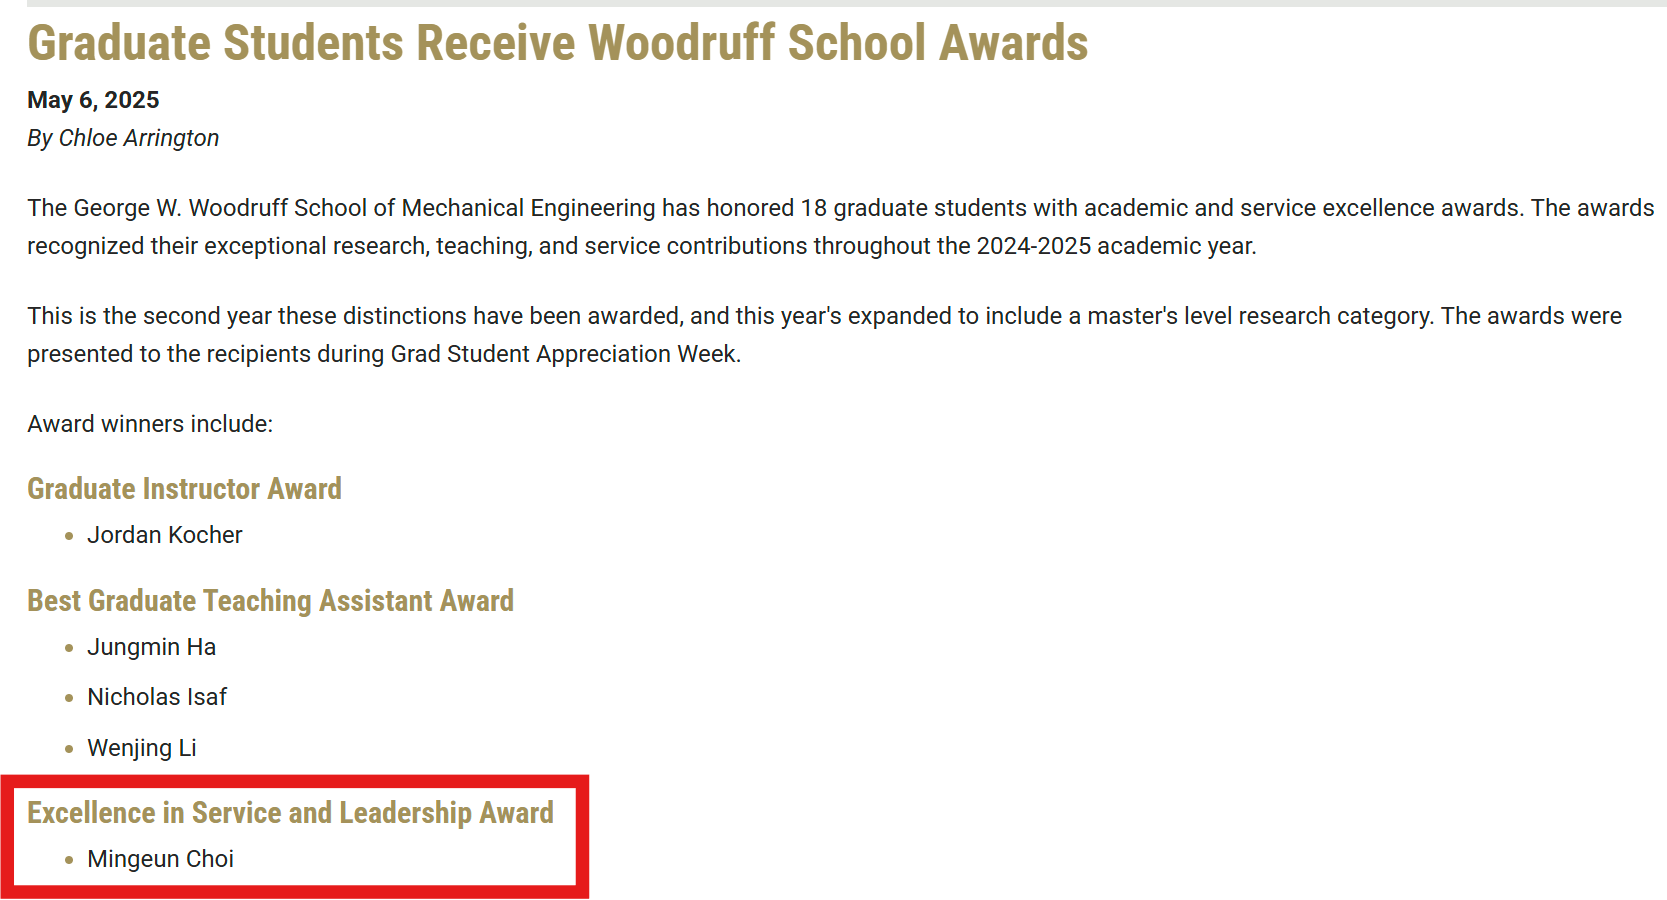 Graduate Students Receive Woodruff School Awards
May 6, 2025
By Chloe Arrington
The George W. Woodruff School of Mechanical Engineering has honored 18 graduate students with academic and service excellence awards. The awards
recognized their exceptional research, teaching, and service contributions throughout the 2024-2025 academic year.
This is the second year these distinctions have been awarded, and this year's expanded to include a master's level research category. The awards were
presented to the recipients during Grad Student Appreciation Week.
Award winners include:
Graduate Instructor Award
• Jordan Kocher
Best Graduate Teaching Assistant Award
• Jungmin Ha
• Nicholas Isaf
• Wenjing Li
Excellence in Service and Leadership Award
• Mingeun Choi